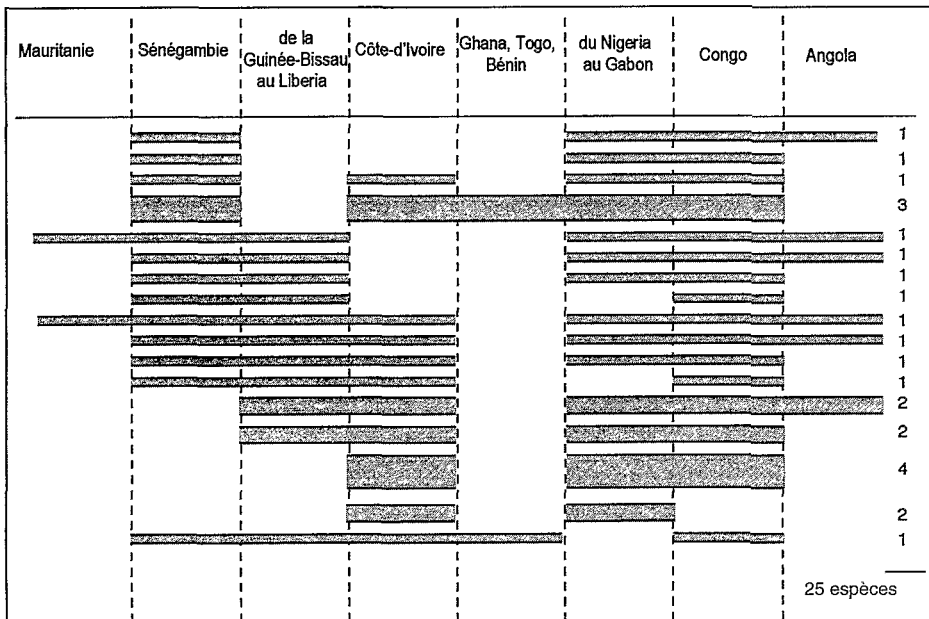 Mauritanie
Sénégambie
de la
Guinée-Bissau
au Liberia
Côte-d'Ivoire
Ghana, Togo,
Bénin
du Nigeria
au Gabon
Congo
Angola
1
1
1
3
1
1
1
1
1
1
1
1
2
2
4
2
1
25 espèces